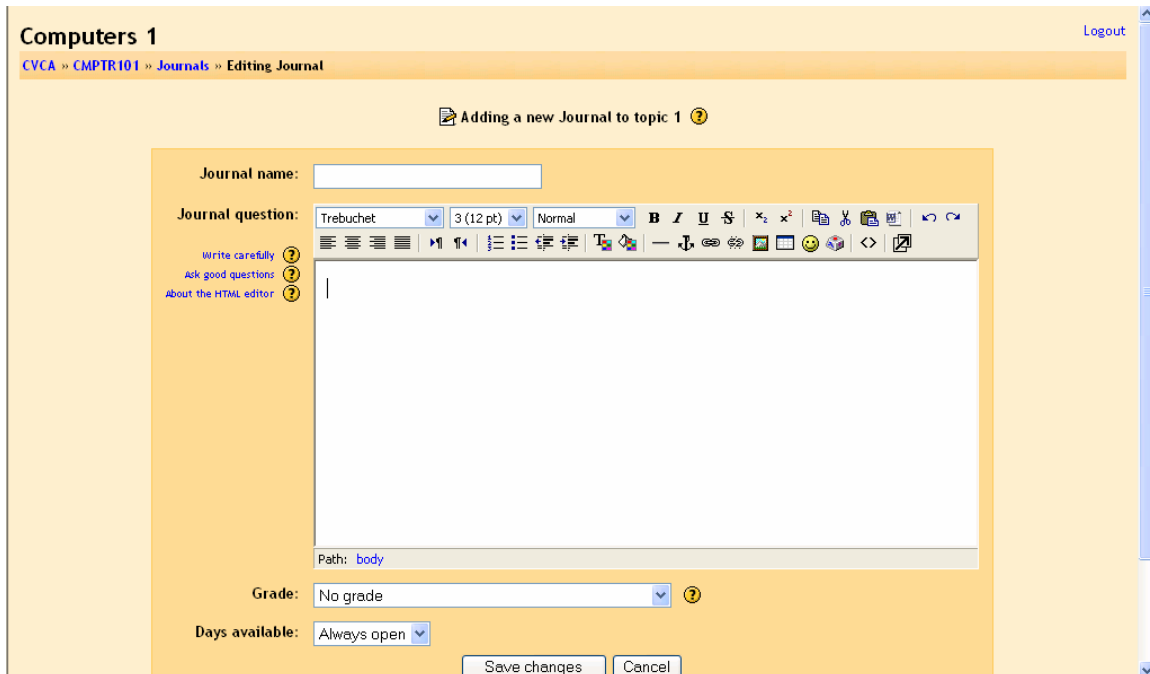 Computers 1
Logout
CVCA » CMPTR101 » Journals » Editing Journal
Adding a new Journal to topic 1 ?
Journal name:
Journal question:
Trebuchet 3 (12 pt) Normal B I U S x₂ x²
Write carefully ?
Ask good questions ?
About the HTML editor ?
Path: body
Grade: No grade ?
Days available: Always open
Save changes Cancel